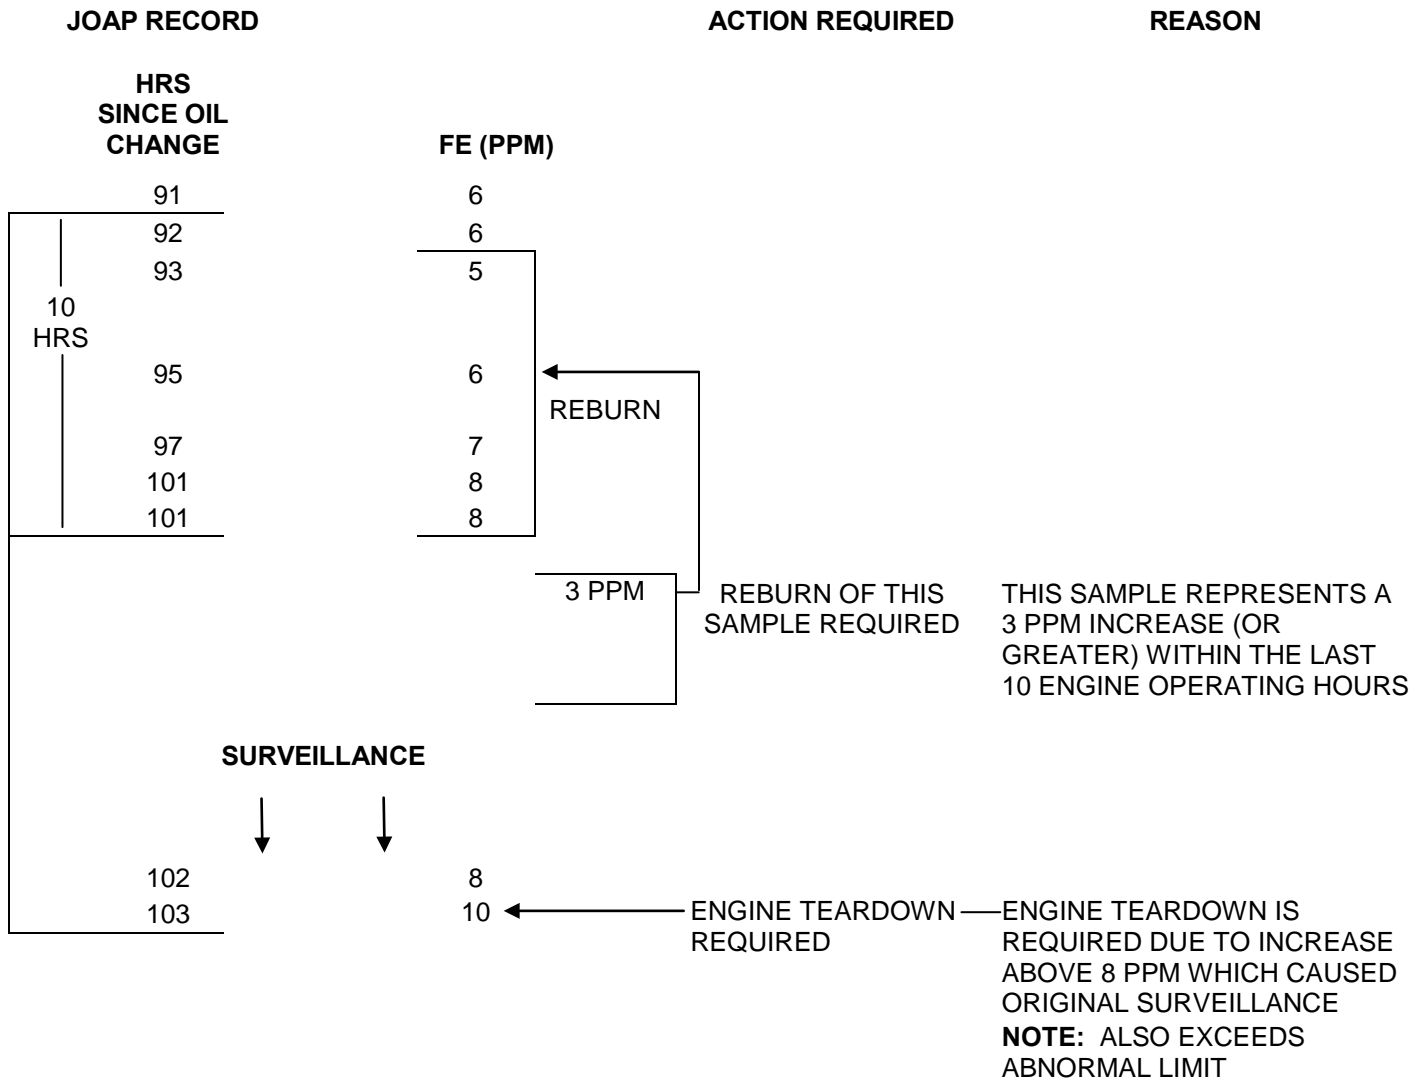 JOAP RECORD ACTION REQUIRED REASON
HRS
SINCE OIL
CHANGE FE (PPM)
91 6
92 6
93 5
10
HRS
95 6
REBURN
97 7
101 8
101 8
3 PPM REBURN OF THIS THIS SAMPLE REPRESENTS A
SAMPLE REQUIRED 3 PPM INCREASE (OR
GREATER) WITHIN THE LAST
10 ENGINE OPERATING HOURS
SURVEILLANCE
102 8
103 10 ENGINE TEARDOWN ENGINE TEARDOWN IS
REQUIRED REQUIRED DUE TO INCREASE
ABOVE 8 PPM WHICH CAUSED
ORIGINAL SURVEILLANCE
NOTE: ALSO EXCEEDS
ABNORMAL LIMIT